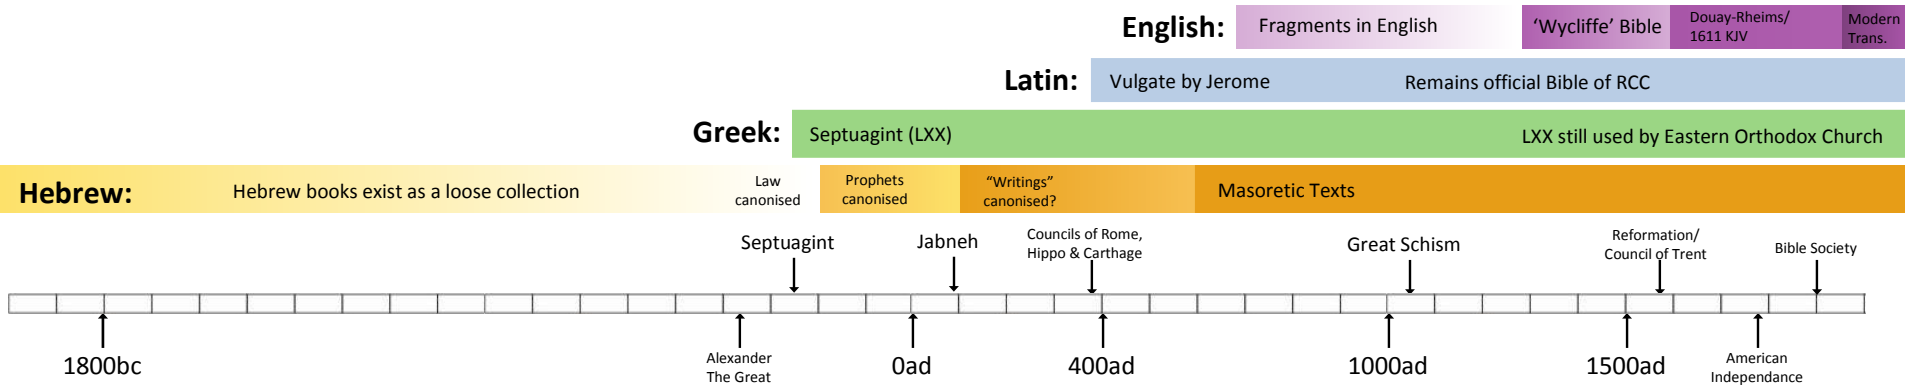 English:
Fragments in English
‘Wycliffe’ Bible
Douay-Rheims/
1611 KJV
Modern
Trans.
Latin:
Vulgate by Jerome
Remains official Bible of RCC
Greek:
Septuagint (LXX)
LXX still used by Eastern Orthodox Church
Hebrew:
Hebrew books exist as a loose collection
Law
canonised
Prophets
canonised
“Writings”
canonised?
Masoretic Texts
Septuagint
Jabneh
Councils of Rome,
Hippo & Carthage
Great Schism
Reformation/
Council of Trent
Bible Society
1800bc
Alexander
The Great
0ad
400ad
1000ad
1500ad
American
Independence